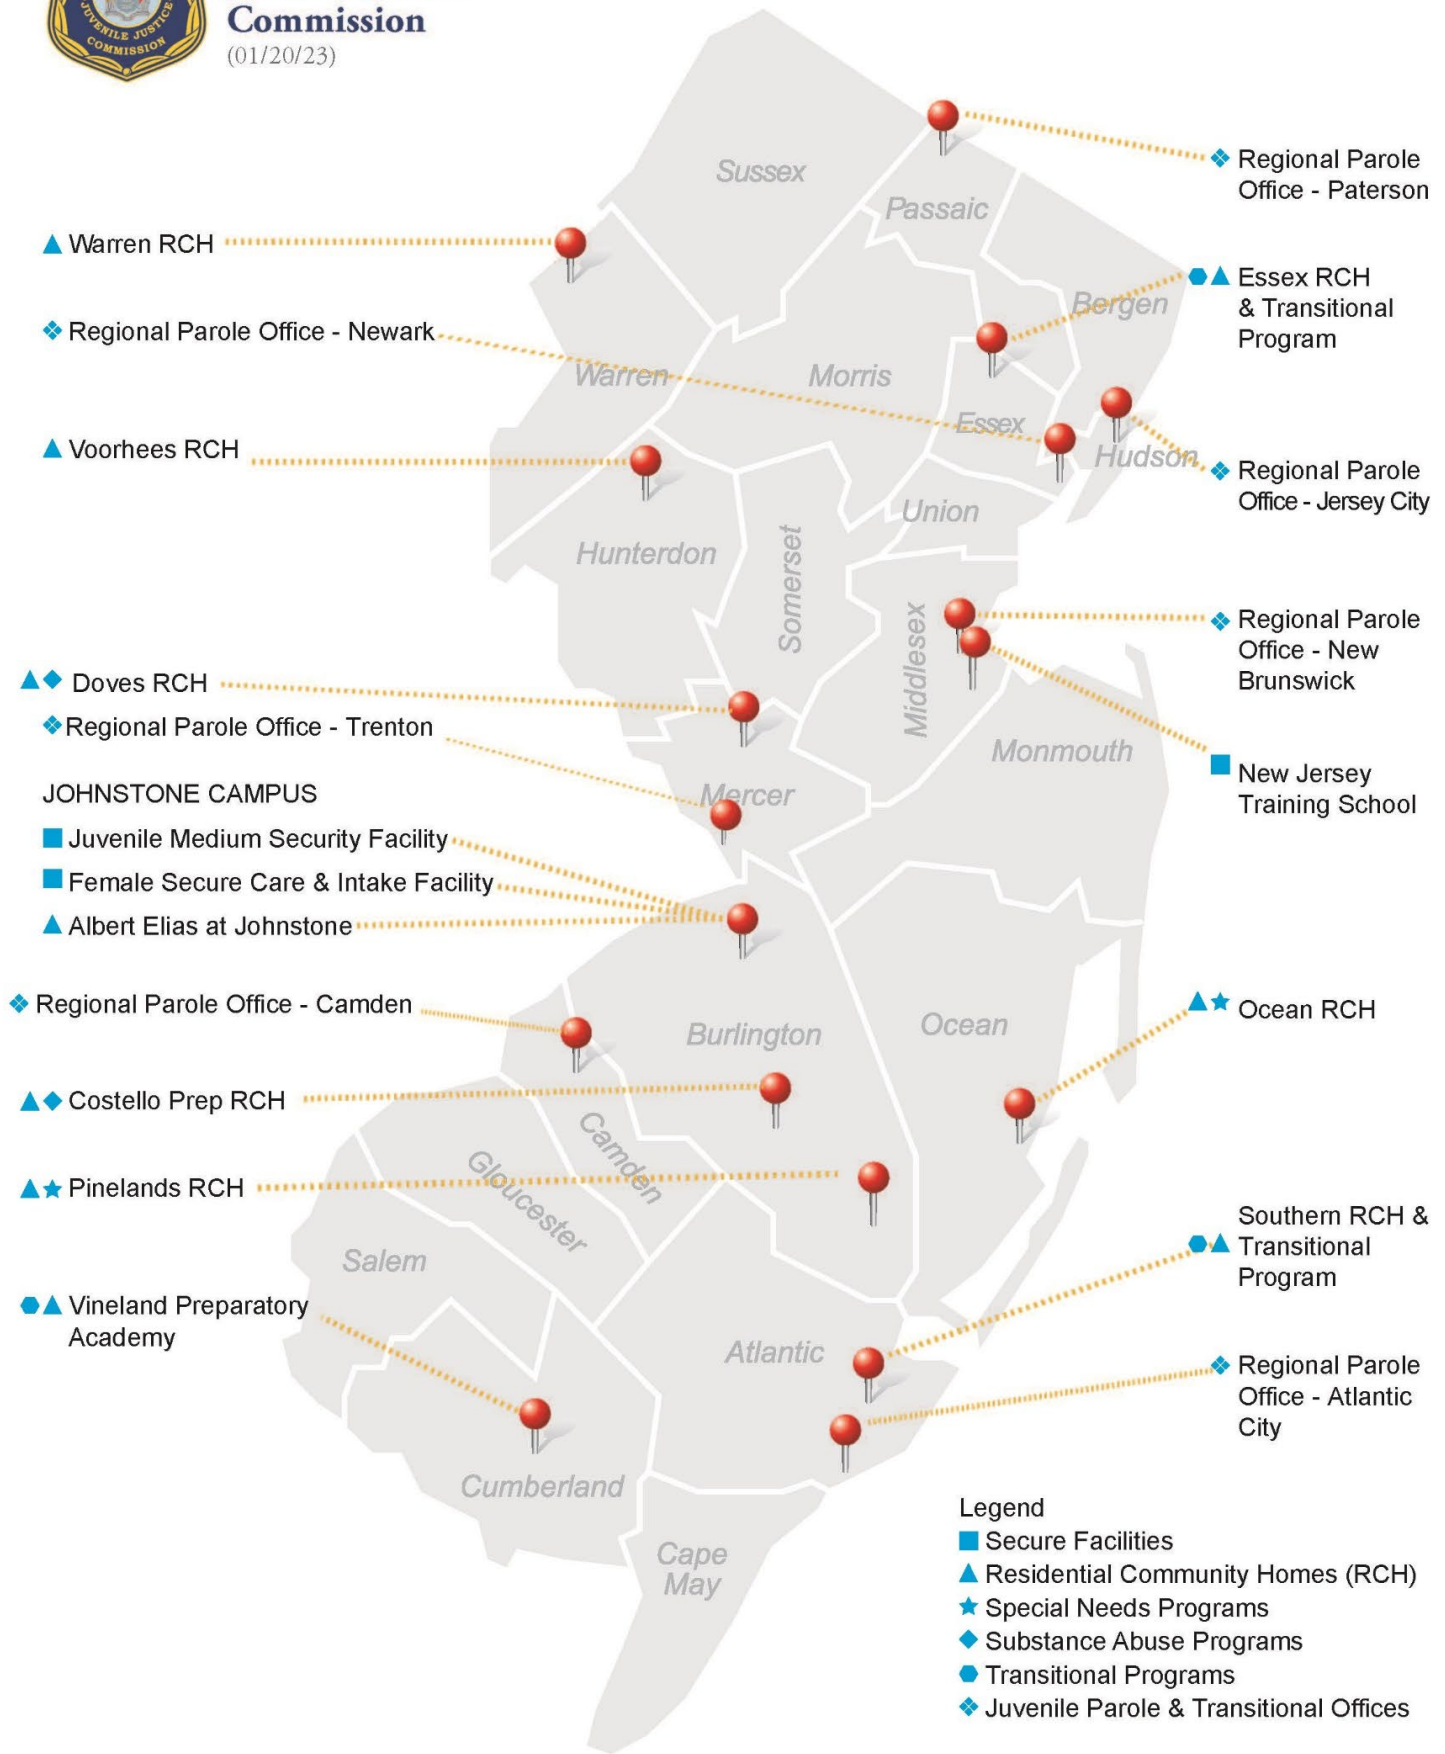 JUVENILE JUSTICE
COMMISSION
Commission
(01/20/23)
Sussex
Passaic
Regional Parole
Office - Paterson
Warren RCH
Essex RCH
& Transitional
Program
Bergen
Regional Parole Office - Newark
Warren
Morris
Essex
Hudson
Voorhees RCH
Regional Parole
Office - Jersey City
Union
Hunterdon
Somerset
Middlesex
Regional Parole
Office - New
Brunswick
Doves RCH
Regional Parole Office - Trenton
Monmouth
New Jersey
Training School
Mercer
JOHNSTONE CAMPUS
Juvenile Medium Security Facility
Female Secure Care & Intake Facility
Albert Elias at Johnstone
Regional Parole Office - Camden
Burlington
Ocean
Ocean RCH
Costello Prep RCH
Camden
Gloucester
Pinelands RCH
Southern RCH &
Transitional
Program
Salem
Vineland Preparatory
Academy
Atlantic
Regional Parole
Office - Atlantic
City
Cumberland
Cape
May
Legend
Secure Facilities
Residential Community Homes (RCH)
Special Needs Programs
Substance Abuse Programs
Transitional Programs
Juvenile Parole & Transitional Offices